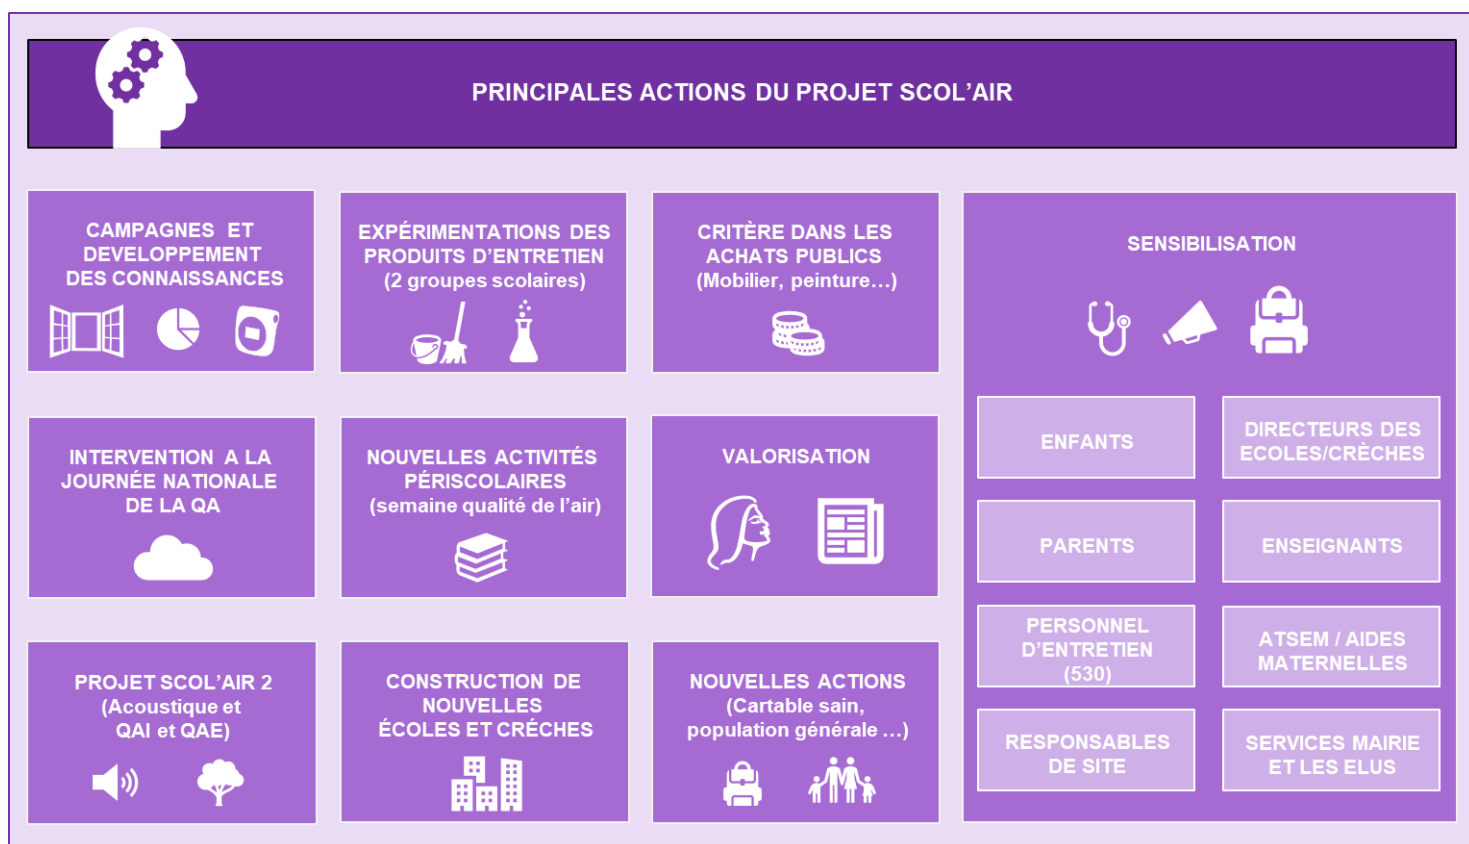 PRINCIPALES ACTIONS DU PROJET SCOL’AIR
CAMPAGNES ET
DEVELOPPEMENT
DES CONNAISSANCES
EXPÉRIMENTATIONS DES
PRODUITS D’ENTRETIEN
(2 groupes scolaires)
CRITÈRE DANS LES
ACHATS PUBLICS
(Mobilier, peinture…)
INTERVENTION A LA
JOURNÉE NATIONALE
DE LA QA
NOUVELLES ACTIVITÉS
PÉRISCOLAIRES
(semaine qualité de l’air)
VALORISATION
PROJET SCOL’AIR 2
(Acoustique et
QAI et QAE)
CONSTRUCTION DE
NOUVELLES
ÉCOLES ET CRÉCHES
NOUVELLES ACTIONS
(Cartable sain,
population générale …)
SENSIBILISATION
ENFANTS
DIRECTEURS DES
ECOLES/CRÈCHES
PARENTS
ENSEIGNANTS
PERSONNEL
D’ENTRETIEN
(530)
ATSEM / AIDES
MATERNELLES
RESPONSABLES
DE SITE
SERVICES MAIRIE
ET LES ELUS